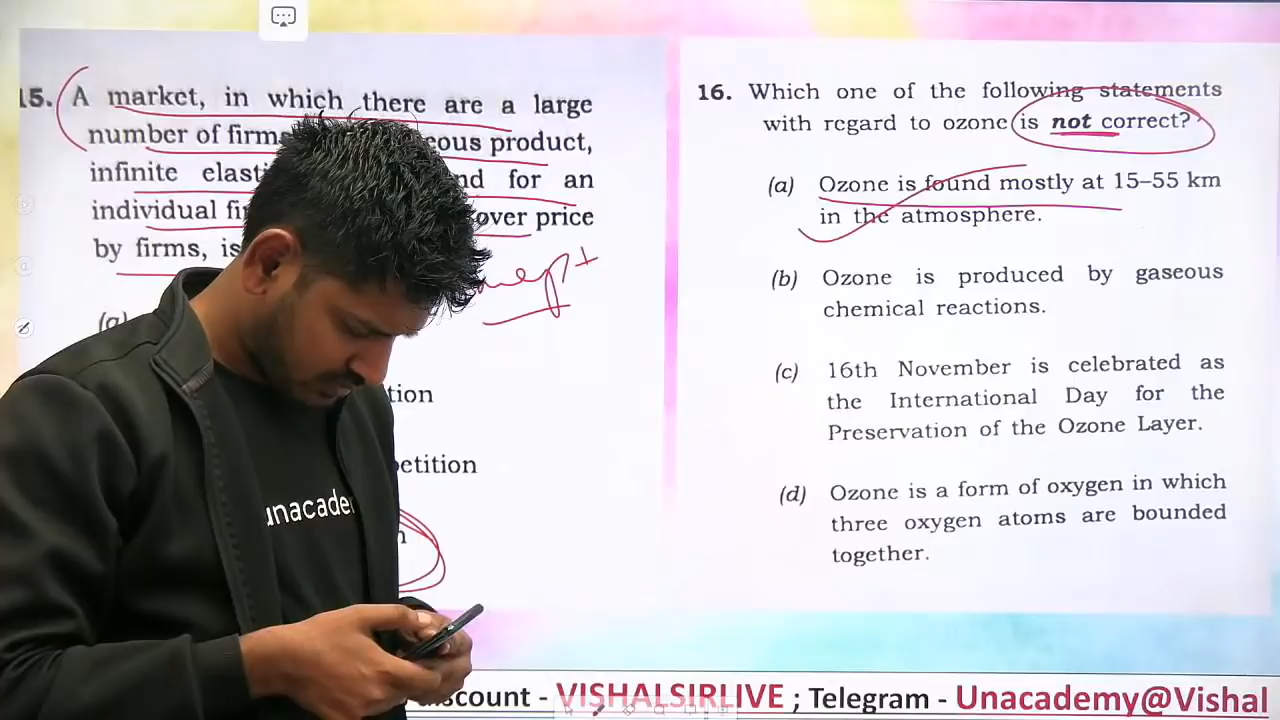 15. A market, in which there are a large
number of firms
eous product,
infinite
nd for an
individual
over price
by firms, is
(a)
tion
petition
16. Which one of the following statements
with regard to ozone is not correct?
(a) Ozone is found mostly at 15–55 km
in the atmosphere.
(b) Ozone is produced by gaseous
chemical reactions.
(c) 16th November is celebrated as
the International Day for the
Preservation of the Ozone Layer.
(d) Ozone is a form of oxygen in which
three oxygen atoms are bounded
together.
unacade
scount - VISHALSIRLIVE ; Telegram - Unacademy@Vishal